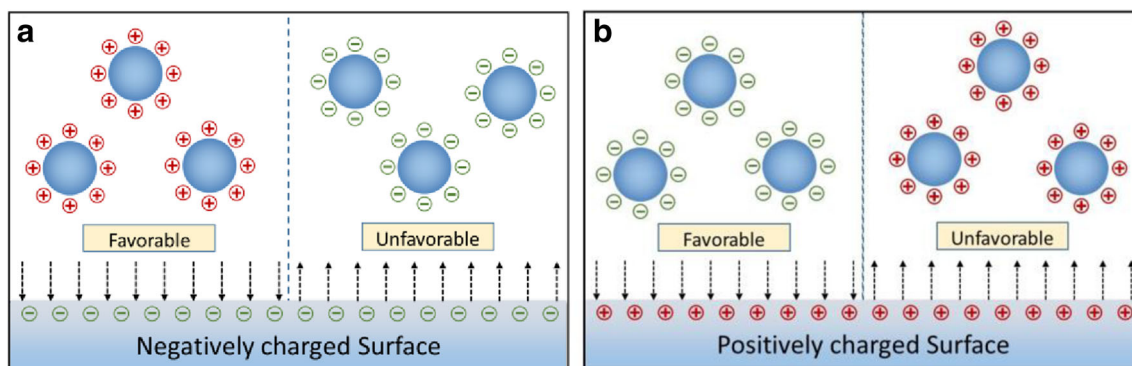 a
Favorable
Unfavorable
Negatively charged Surface
b
Favorable
Unfavorable
Positively charged Surface